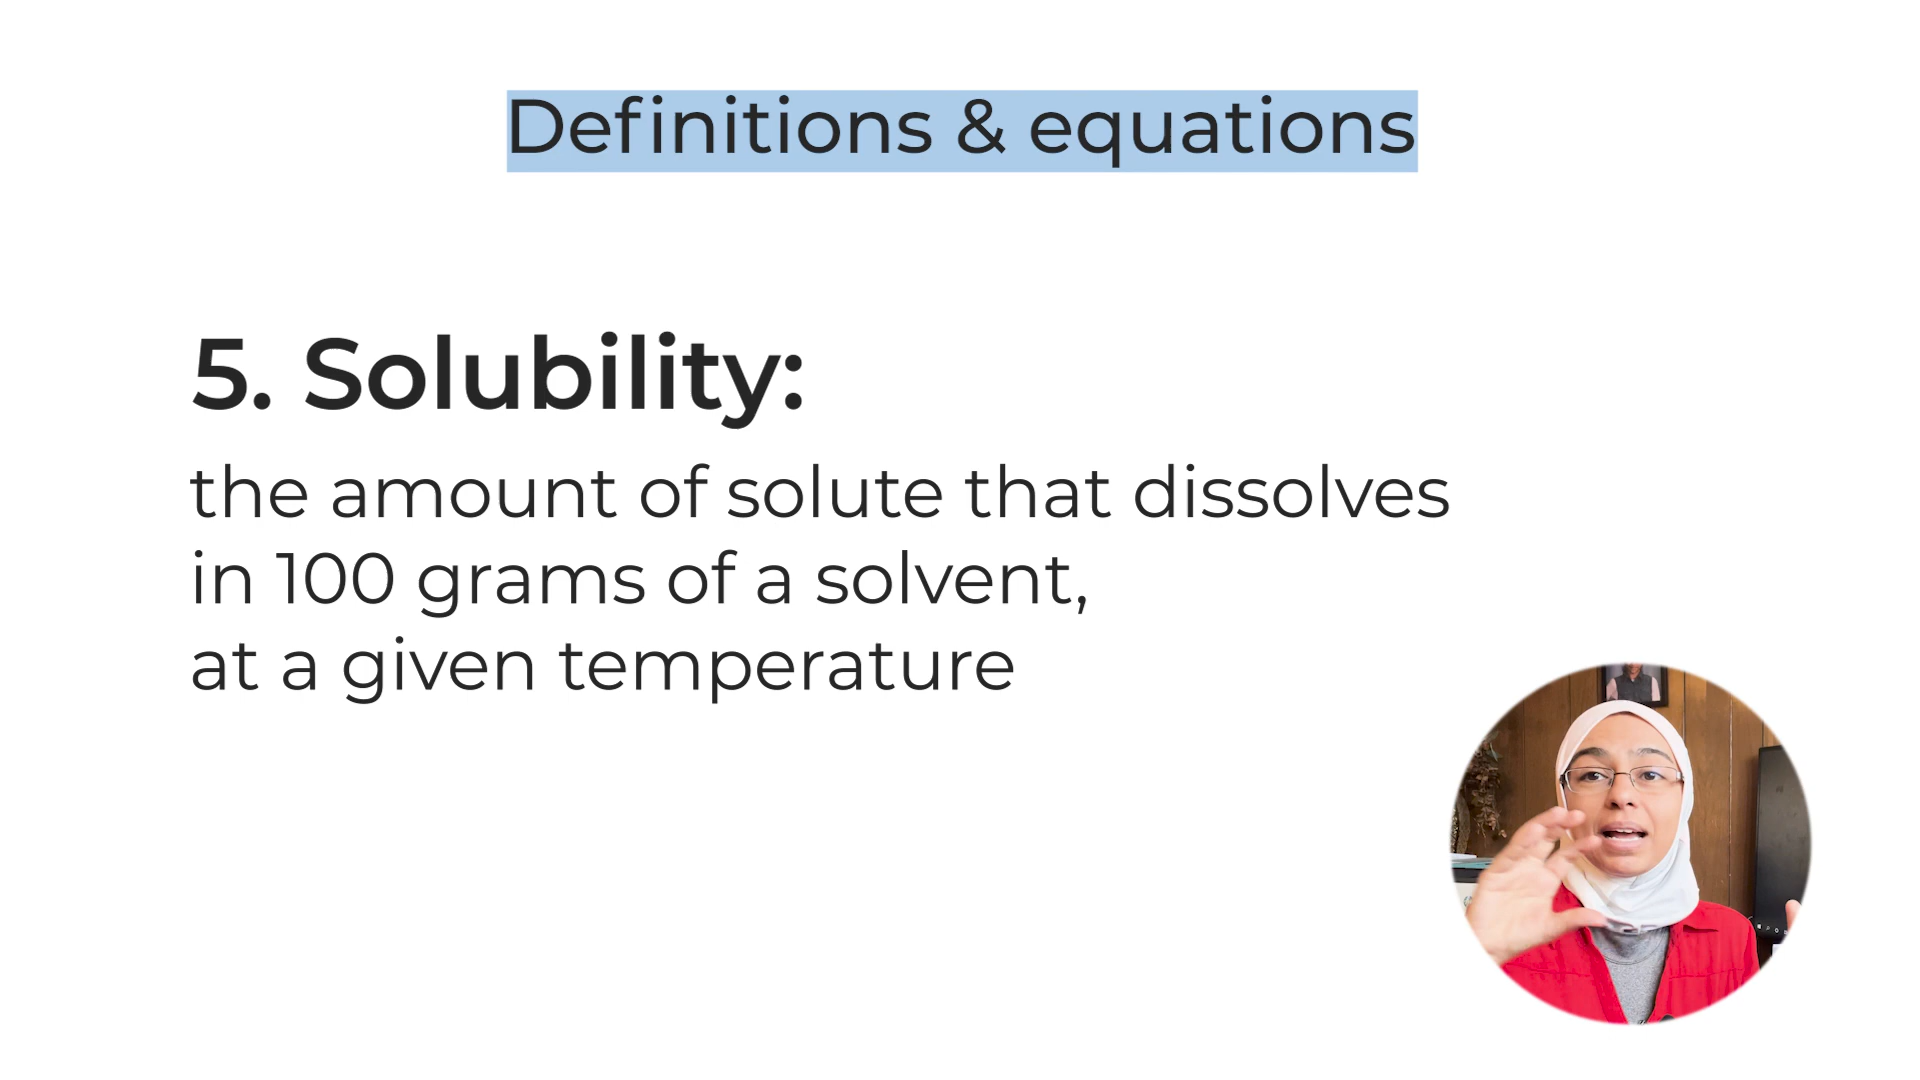 Definitions & equations
5. Solubility:
the amount of solute that dissolves
in 100 grams of a solvent,
at a given temperature